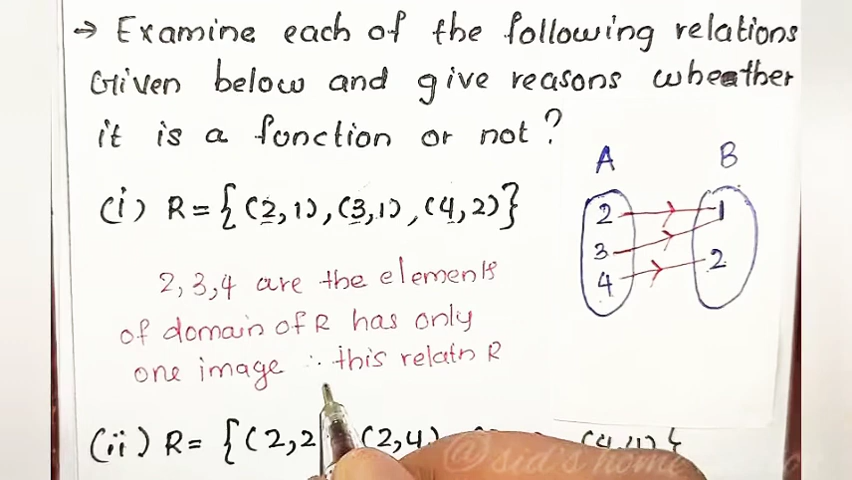 → Examine each of the following relations
Given below and give reasons wheather
it is a function or not?
A B
(i) R = {(2,1), (3,1), (4,2)}
2 1
3
4 2
2,3,4 are the elements
of domain of R has only
one image ∴ this relatn R
(ii) R = {(2,2 (2,4)
@sid's home